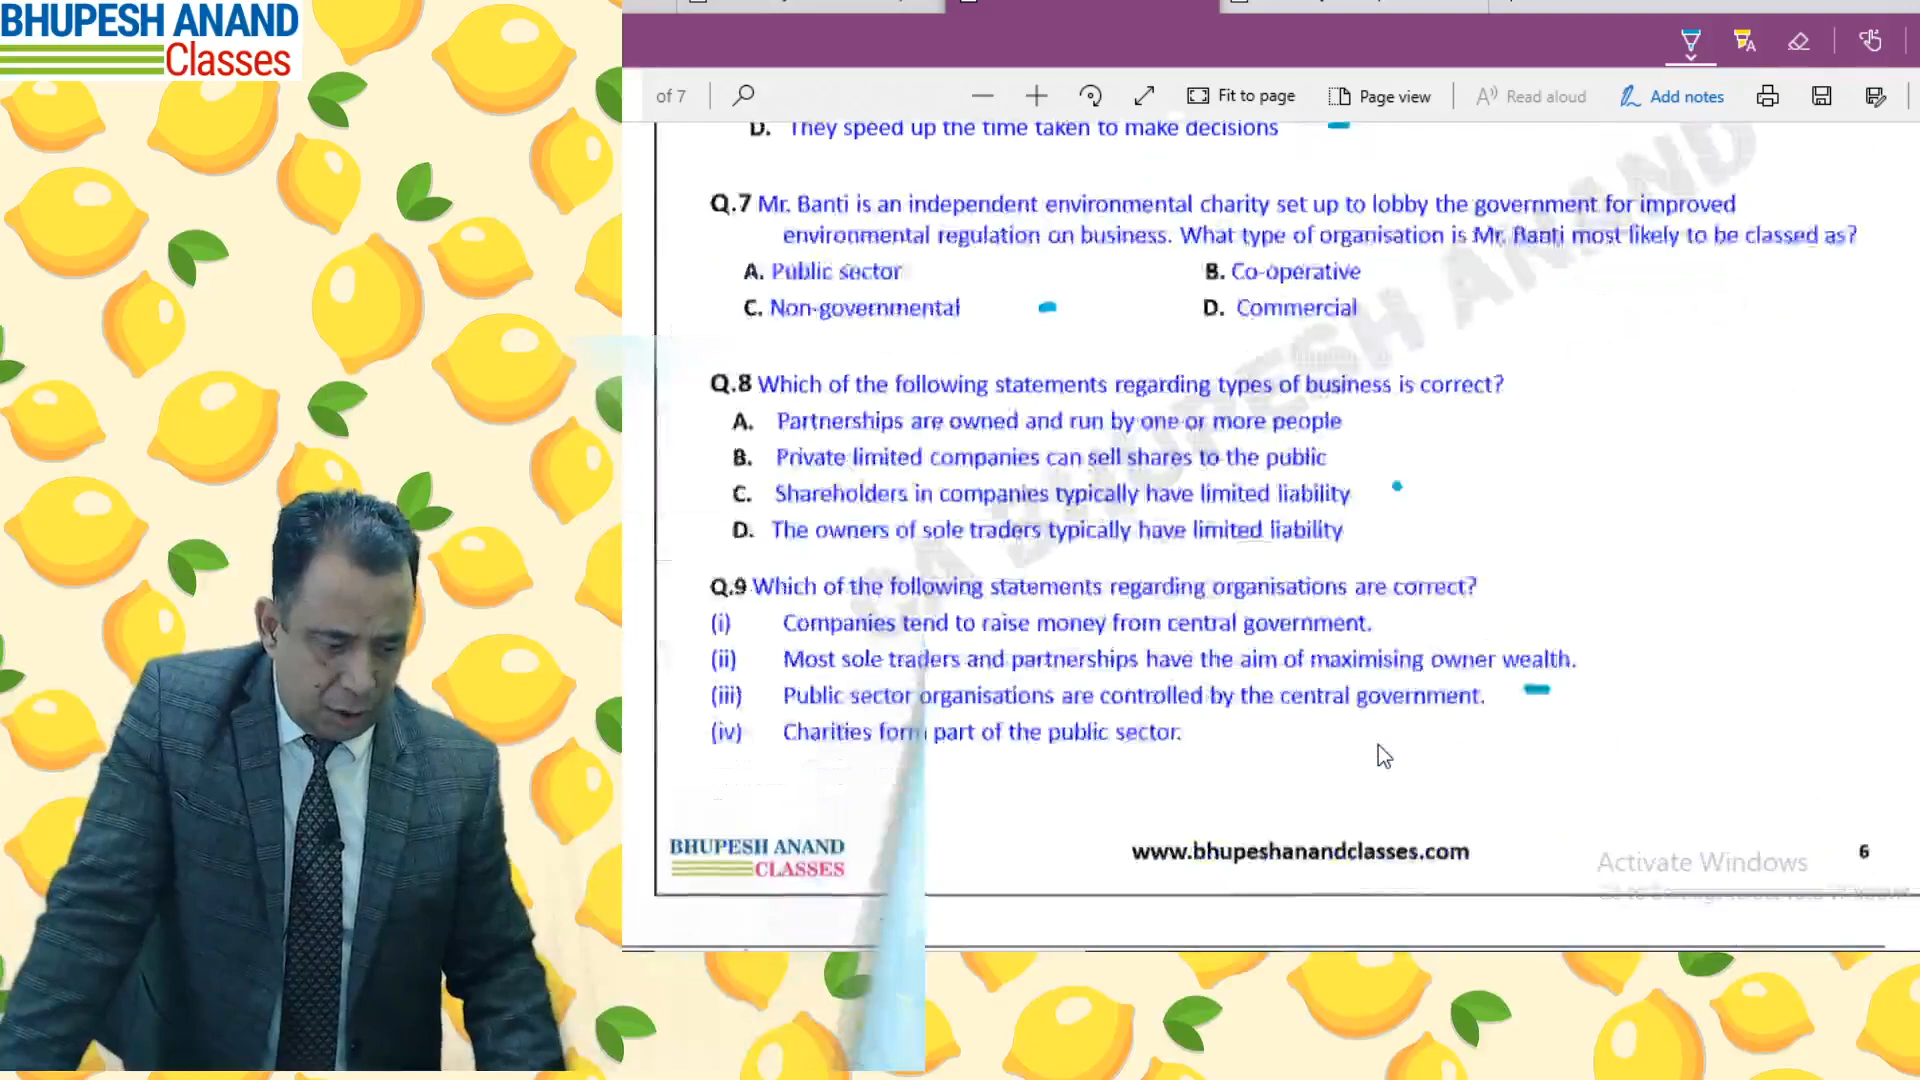 BHUPESH ANAND
Classes
of 7
Fit to page
Page view
Read aloud
Add notes
D. They speed up the time taken to make decisions
Q.7 Mr. Banti is an independent environmental charity set up to lobby the government for improved
environmental regulation on business. What type of organisation is Mr. Banti most likely to be classed as?
A. Public sector
B. Co-operative
C. Non-governmental
D. Commercial
Q.8 Which of the following statements regarding types of business is correct?
A. Partnerships are owned and run by one or more people
B. Private limited companies can sell shares to the public
C. Shareholders in companies typically have limited liability
D. The owners of sole traders typically have limited liability
Q.9 Which of the following statements regarding organisations are correct?
(i) Companies tend to raise money from central government.
(ii) Most sole traders and partnerships have the aim of maximising owner wealth.
(iii) Public sector organisations are controlled by the central government.
(iv) Charities form part of the public sector.
CA BHUPESH ANAND
BHUPESH ANAND
CLASSES
www.bhupeshanandclasses.com
Activate Windows
6